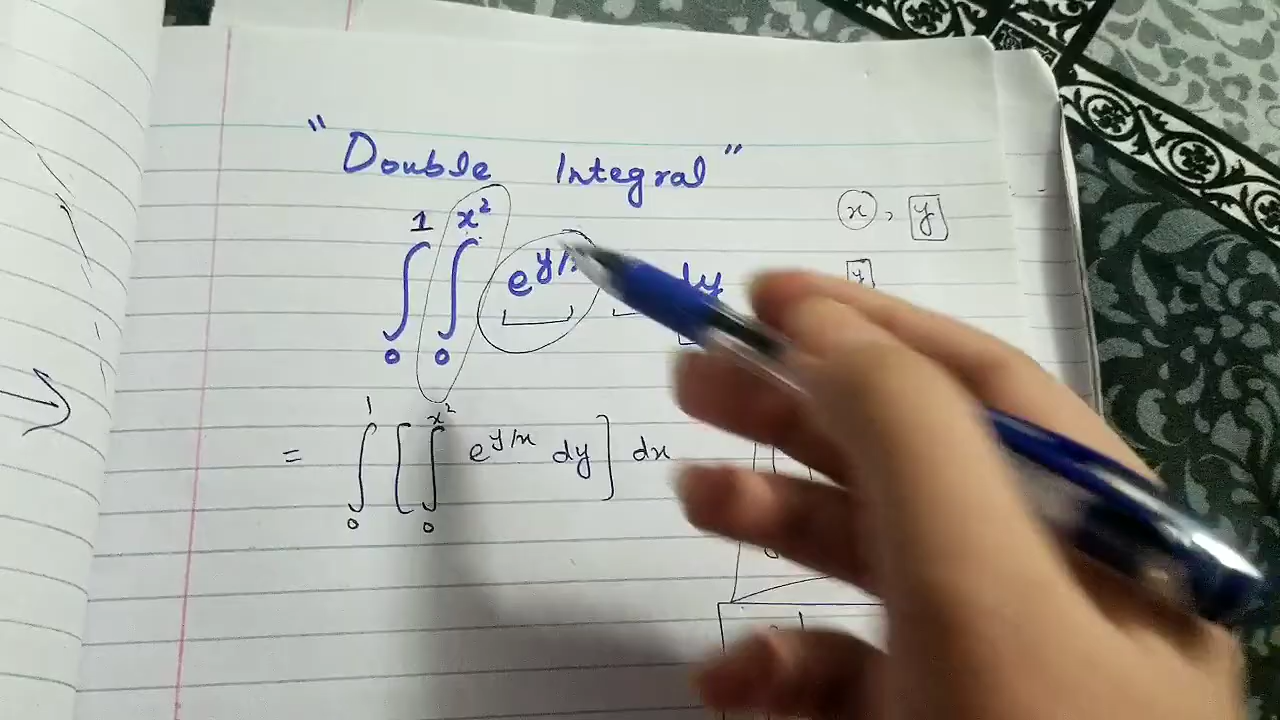 "Double Integral"
x, y
∫₀¹ ∫₀^{x²} e^{y/x} dy
y
= ∫₀¹ [∫₀^{x²} e^{y/x} dy] dx